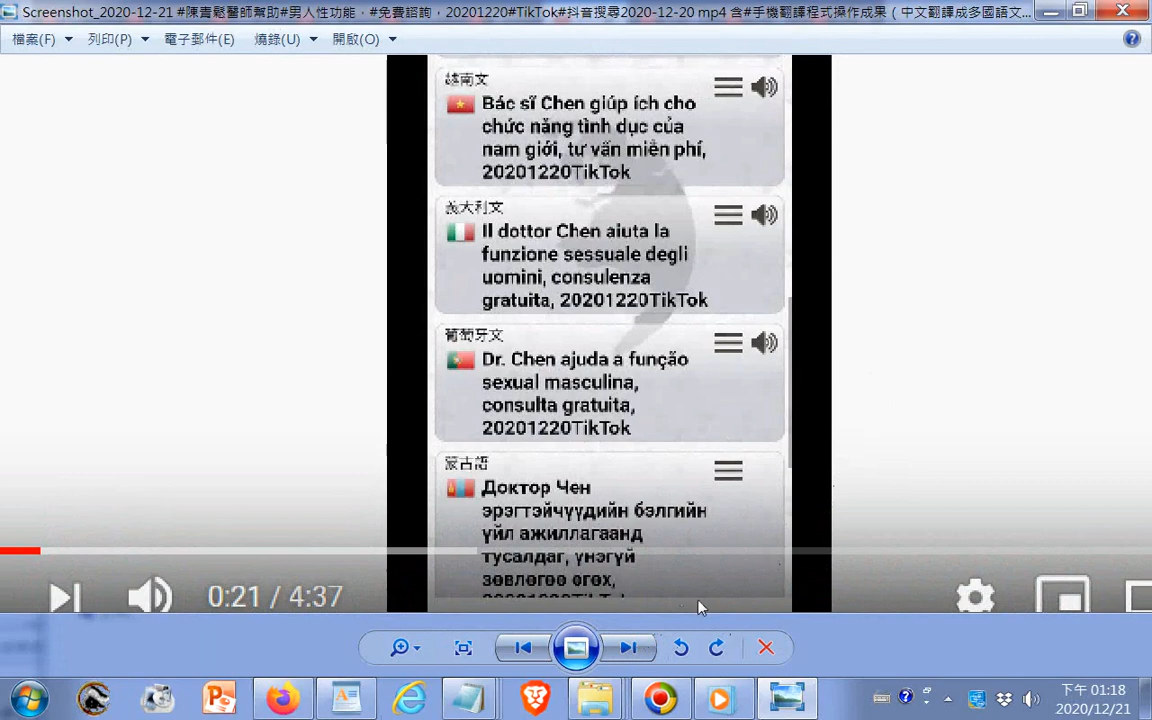 Screenshot_2020-12-21 #陳喬鬆醫師幫助#男人性功能．#免費諮詢，20201220#TikTok#抖音搜尋2020-12-20 mp4 含#手機翻譯程式操作成果（中文翻譯成多國語文...
檔案(F) 列印(P) 電子郵件(E) 燒錄(U) 開啟(O)
越南文
Bác sĩ Chen giúp ích cho
chức năng tình dục của
nam giới, tư vấn miễn phí,
20201220TikTok
義大利文
Il dottor Chen aiuta la
funzione sessuale degli
uomini, consulenza
gratuita, 20201220TikTok
葡萄牙文
Dr. Chen ajuda a função
sexual masculina,
consulta gratuita,
20201220TikTok
蒙古語
Доктор Чен
эрэгтэйчүүдийн бэлгийн
үйл ажиллагаанд
тусалдаг, үнэгүй
зөвлөгөө өгөх,
20201220TikTok
0:21 / 4:37
下午 01:18
2020/12/21